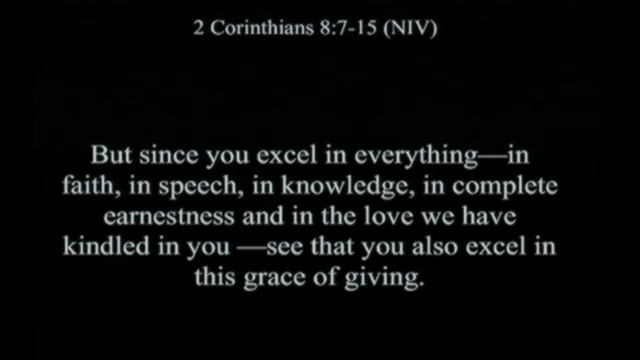 2 Corinthians 8:7-15 (NIV)
But since you excel in everything—in
faith, in speech, in knowledge, in complete
earnestness and in the love we have
kindled in you —see that you also excel in
this grace of giving.